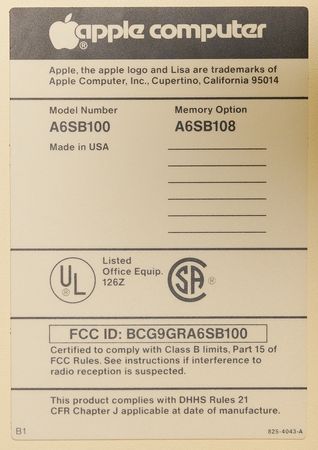 apple computer
®
Apple, the apple logo and Lisa are trademarks of
Apple Computer, Inc., Cupertino, California 95014
Model Number
A6SB100
Made in USA
Memory Option
A6SB108
UL
®
Listed
Office Equip.
126Z
SA
®
FCC ID: BCG9GRA6SB100
Certified to comply with Class B limits, Part 15 of
FCC Rules. See instructions if interference to
radio reception is suspected.
This product complies with DHHS Rules 21
CFR Chapter J applicable at date of manufacture.
B1
825-4043-A